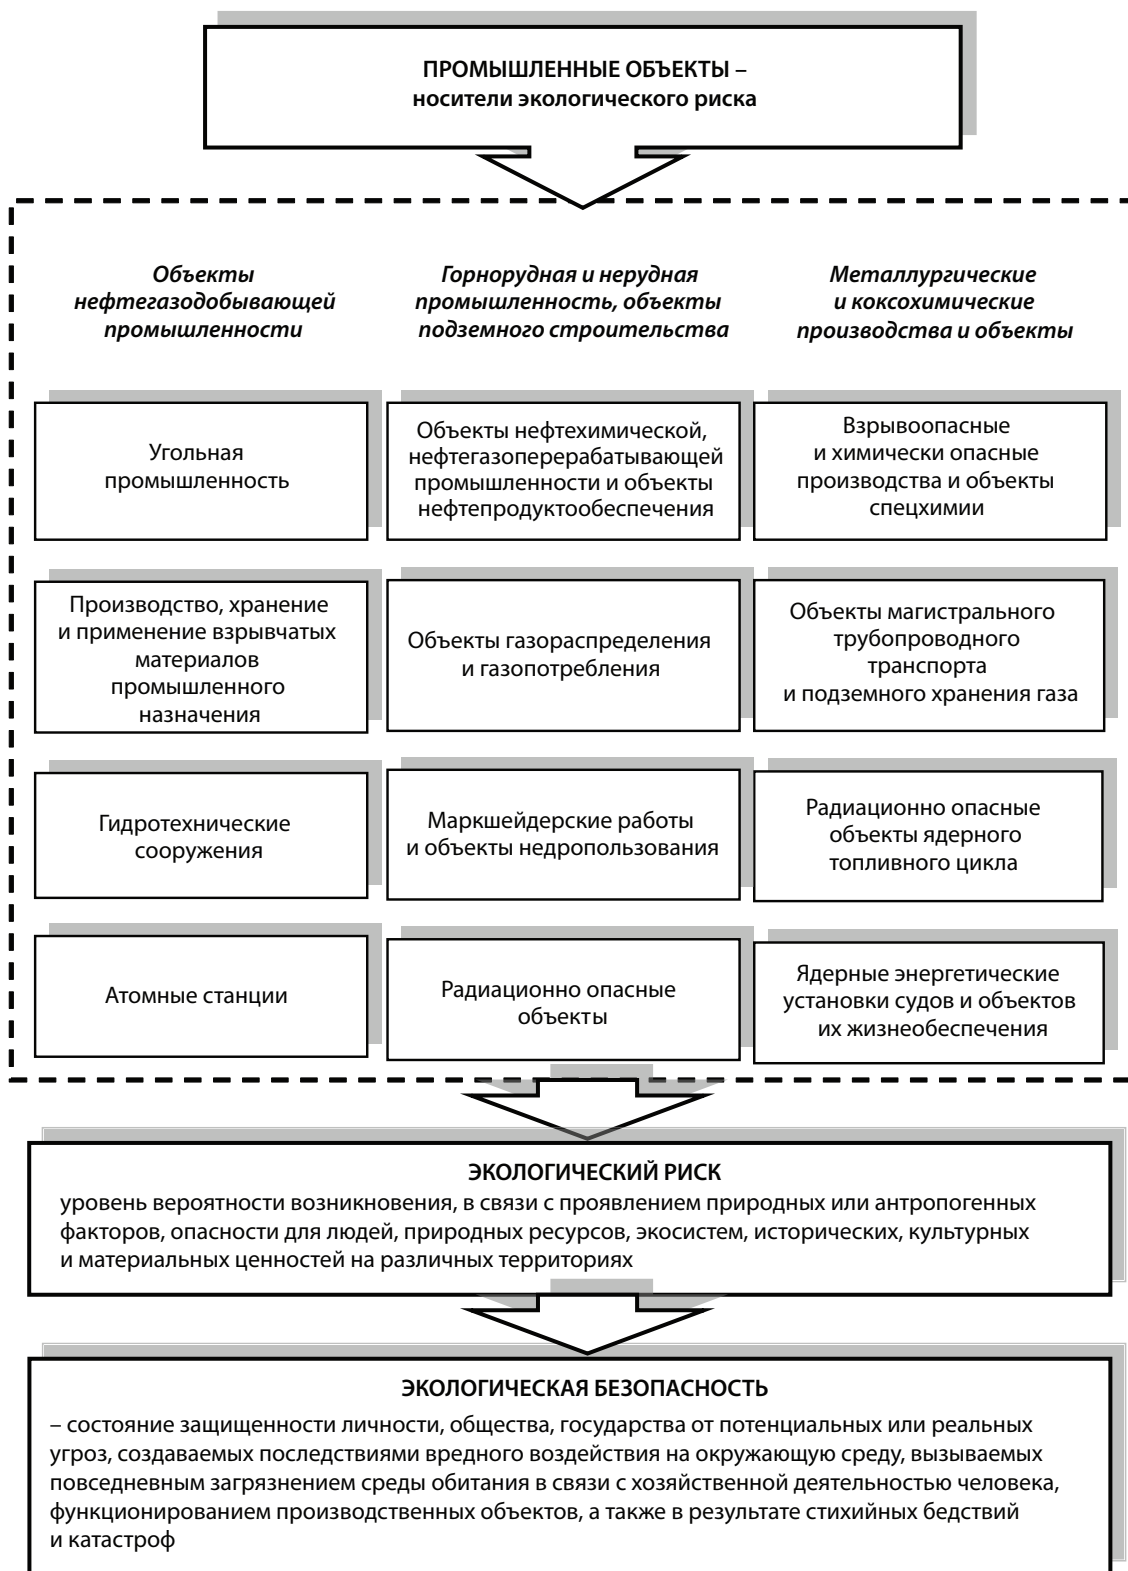 ПРОМЫШЛЕННЫЕ ОБЪЕКТЫ –
носители экологического риска
Объекты
нефтегазодобывающей
промышленности
Горнорудная и нерудная
промышленность, объекты
подземного строительства
Металлургические
и коксохимические
производства и объекты
Угольная
промышленность
Объекты нефтехимической,
нефтегазоперерабатывающей
промышленности и объекты
нефтепродуктообеспечения
Взрывоопасные
и химически опасные
производства и объекты
спецхимии
Производство, хранение
и применение взрывчатых
материалов
промышленного
назначения
Объекты газораспределения
и газопотребления
Объекты магистрального
трубопроводного
транспорта
и подземного хранения газа
Гидротехнические
сооружения
Маркшейдерские работы
и объекты недропользования
Радиационно опасные
объекты ядерного
топливного цикла
Атомные станции
Радиационно опасные
объекты
Ядерные энергетические
установки судов и объектов
их жизнеобеспечения
ЭКОЛОГИЧЕСКИЙ РИСК
уровень вероятности возникновения, в связи с проявлением природных или антропогенных
факторов, опасности для людей, природных ресурсов, экосистем, исторических, культурных
и материальных ценностей на различных территориях
ЭКОЛОГИЧЕСКАЯ БЕЗОПАСНОСТЬ
– состояние защищенности личности, общества, государства от потенциальных или реальных
угроз, создаваемых последствиями вредного воздействия на окружающую среду, вызываемых
повседневным загрязнением среды обитания в связи с хозяйственной деятельностью человека,
функционированием производственных объектов, а также в результате стихийных бедствий
и катастроф